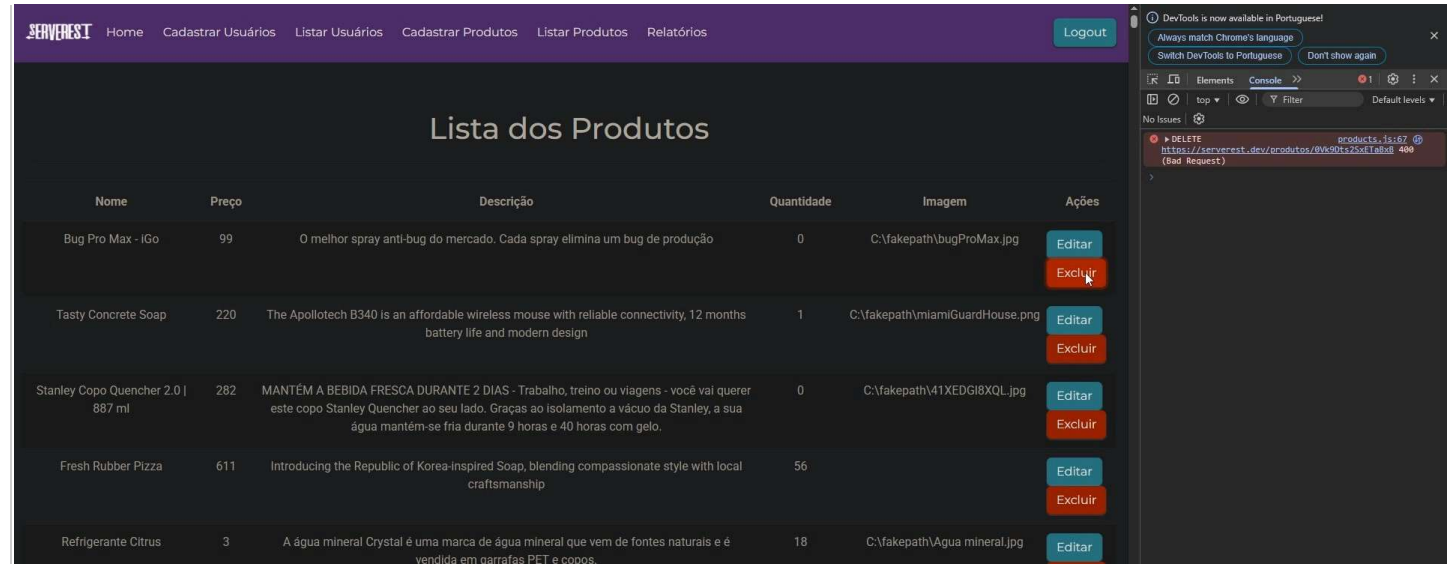 SERVEREST Home Cadastrar Usuários Listar Usuários Cadastrar Produtos Listar Produtos Relatórios Logout
Lista dos Produtos
Nome Preço Descrição Quantidade Imagem Ações
Bug Pro Max - iGo 99 O melhor spray anti-bug do mercado. Cada spray elimina um bug de produção 0 C:\fakepath\bugProMax.jpg Editar
Excluir
Tasty Concrete Soap 220 The Apollotech B340 is an affordable wireless mouse with reliable connectivity, 12 months 1 C:\fakepath\miamiGuardHouse.png Editar
battery life and modern design
Excluir
Stanley Copo Quencher 2.0 | 282 MANTÉM A BEBIDA FRESCA DURANTE 2 DIAS - Trabalho, treino ou viagens - você vai querer 0 C:\fakepath\41XEDGI8XQL.jpg Editar
887 ml este copo Stanley Quencher ao seu lado. Graças ao isolamento a vácuo da Stanley, a sua
água mantém-se fria durante 9 horas e 40 horas com gelo. Excluir
Fresh Rubber Pizza 611 Introducing the Republic of Korea-inspired Soap, blending compassionate style with local 56 Editar
craftsmanship
Excluir
Refrigerante Citrus 3 A água mineral Crystal é uma marca de água mineral que vem de fontes naturais e é 18 C:\fakepath\Agua mineral.jpg Editar
vendida em garrafas PET e copos.
DevTools is now available in Portuguese!
Always match Chrome's language
Switch DevTools to Portuguese Don't show again
Elements Console 1
top Filter Default levels
No Issues
DELETE products.js:67
https://serverest.dev/produtos/0Vk9Dts2SxETaBxB 400
(Bad Request)